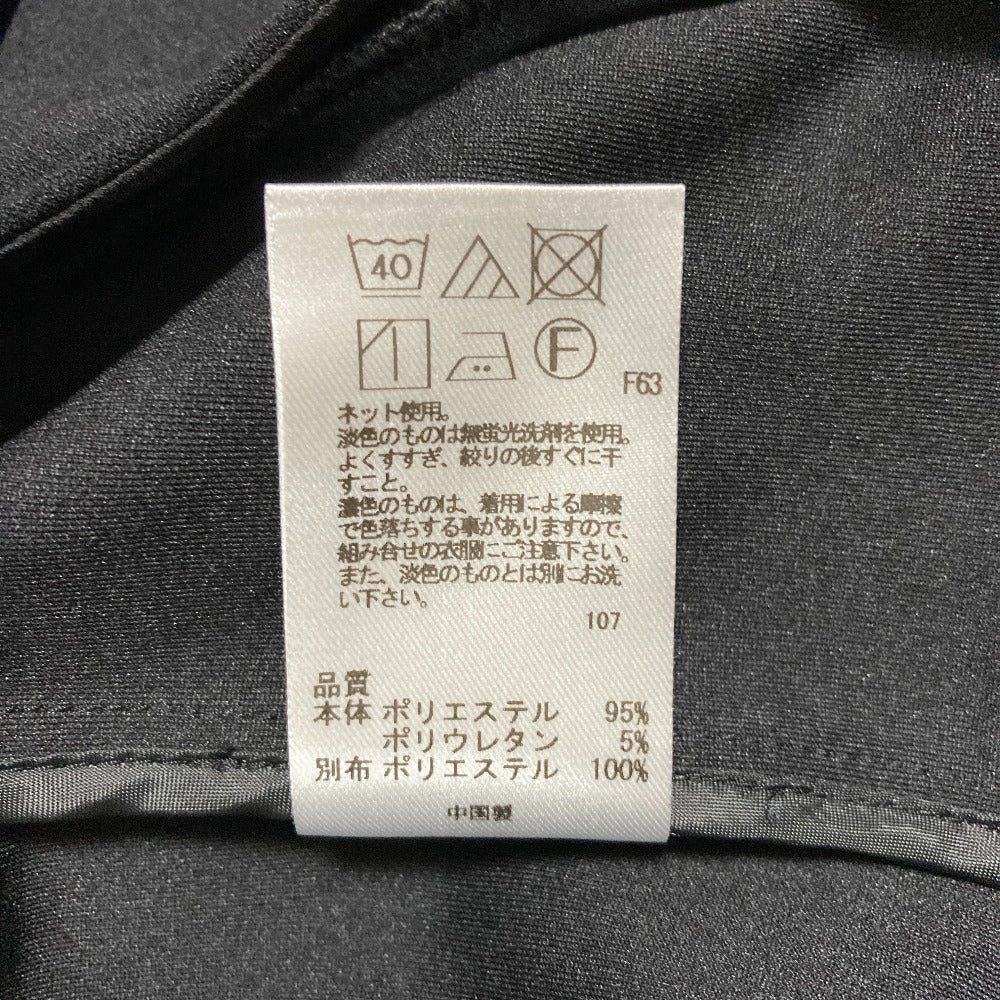 40
F
F63
ネット使用。
淡色のものは無蛍光洗剤を使用。
よくすすぎ、絞りの後すぐに干
すこと。
濃色のものは、着用による摩擦
で色落ちする事がありますので、
組み合せの衣服にご注意下さい。
また、淡色のものとは別にお洗
い下さい。
107
品質
本体 ポリエステル 95%
ポリウレタン 5%
別布 ポリエステル 100%
中国製